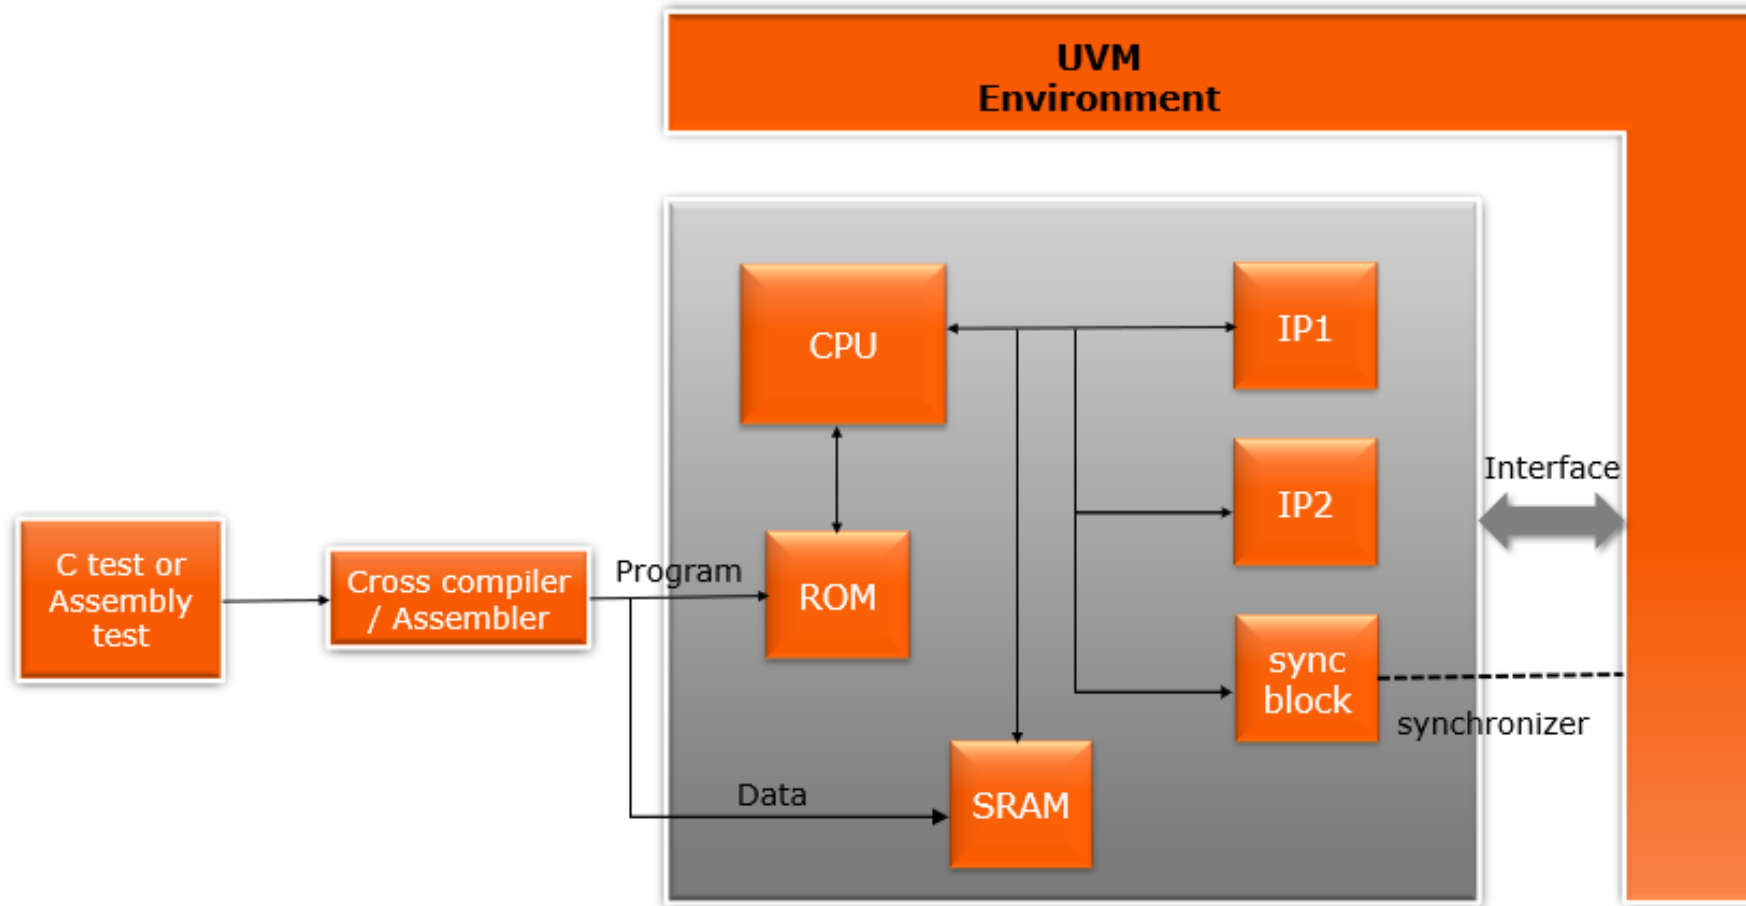 UVM
Environment
CPU
IP1
Interface
IP2
C test or
Assembly
test
Cross compiler
/ Assembler
Program
ROM
sync
block
synchronizer
Data
SRAM